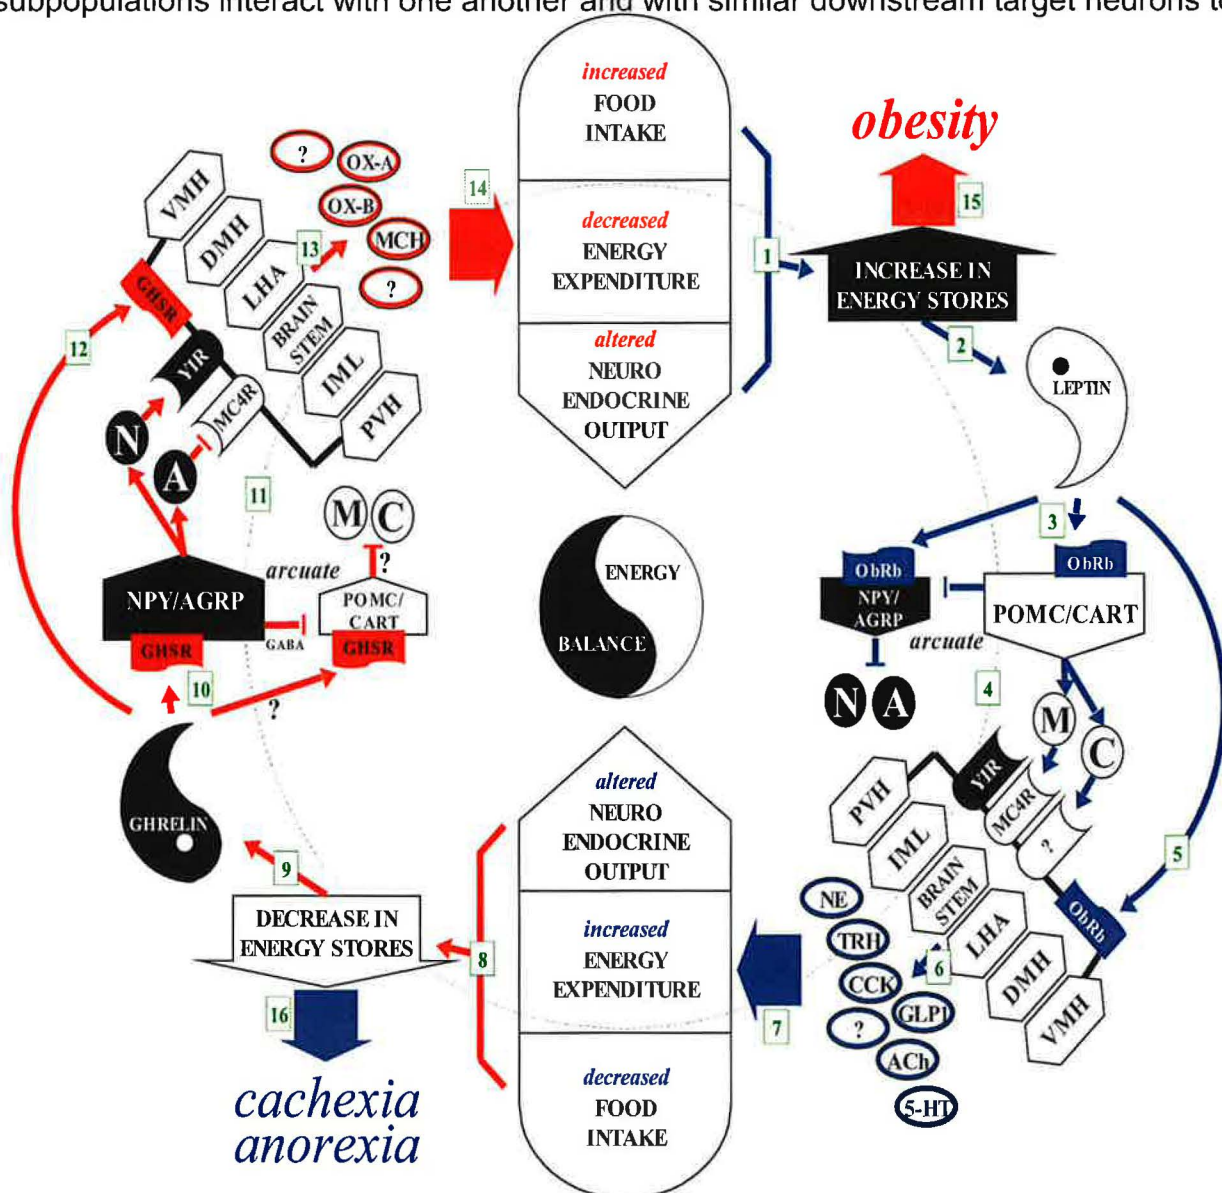 subpopulations interact with one another and with similar downstream target neurons to
increased
FOOD
INTAKE
decreased
ENERGY
EXPENDITURE
altered
NEURO
ENDOCRINE
OUTPUT
1
obesity
15
INCREASE IN
ENERGY STORES
2
LEPTIN
3
ObRb
NPY/
AGRP
ObRb
POMC/CART
arcuate
N A
4
M
C
5
Y1R
MC4R
?
ObRb
PVH
IML
BRAIN
STEM
LHA
DMH
VMH
6
NE
TRH
CCK
GLP1
?
ACh
5-HT
7
altered
NEURO
ENDOCRINE
OUTPUT
increased
ENERGY
EXPENDITURE
decreased
FOOD
INTAKE
8
DECREASE IN
ENERGY STORES
16
cachexia
anorexia
9
GHRELIN
10
?
GHSR
NPY/AGRP
arcuate
GABA
POMC/
CART
GHSR
?
M C
11
N
A
12
GHSR
Y1R
MC4R
VMH
DMH
LHA
BRAIN
STEM
IML
PVH
13
?
OX-A
OX-B
MCH
?
14
ENERGY
BALANCE